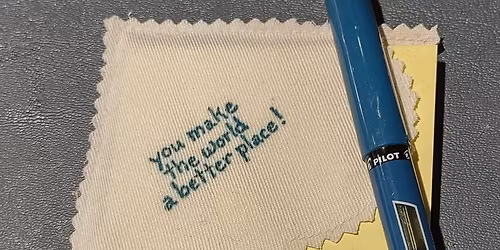 you make
the world
a better place!
PILOT